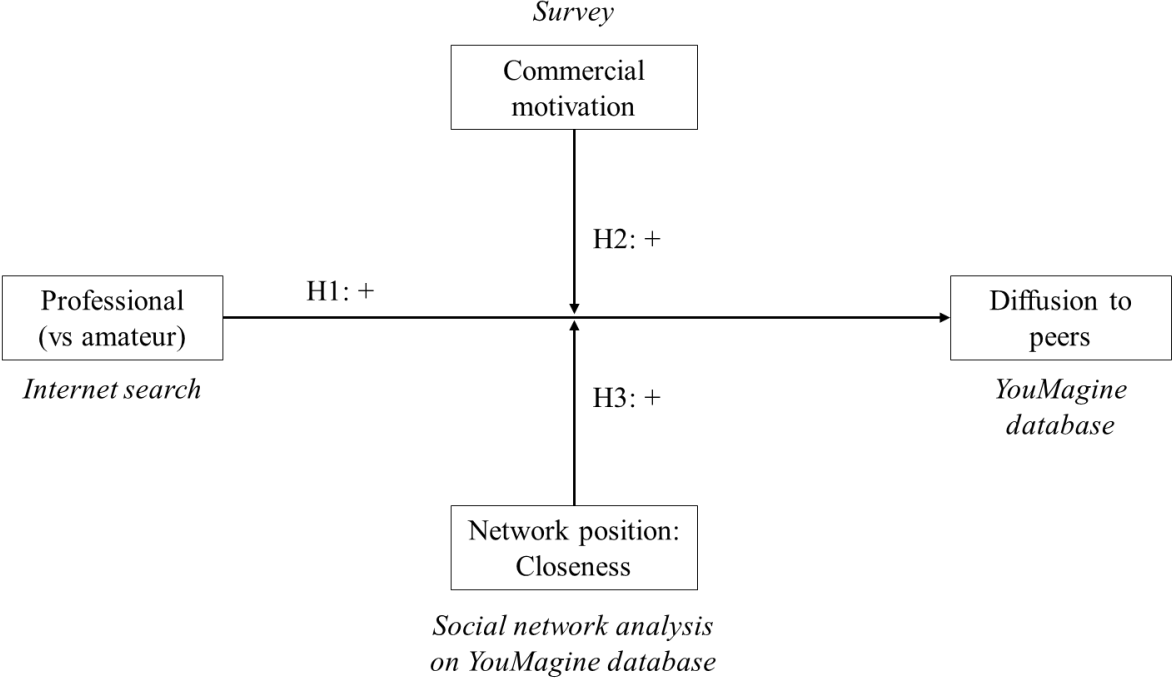 Survey
Commercial
motivation
H2: +
H1: +
Professional
(vs amateur)
Internet search
Diffusion to
peers
YouMagine
database
H3: +
Network position:
Closeness
Social network analysis
on YouMagine database